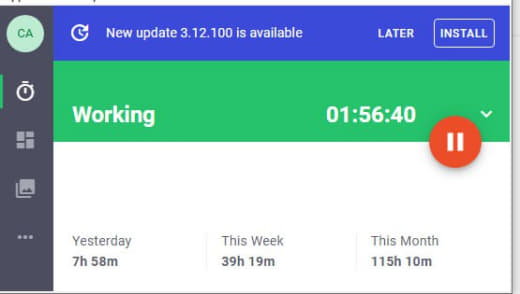 CA
New update 3.12.100 is available
LATER
INSTALL
Working
01:56:40
Yesterday
7h 58m
This Week
39h 19m
This Month
115h 10m